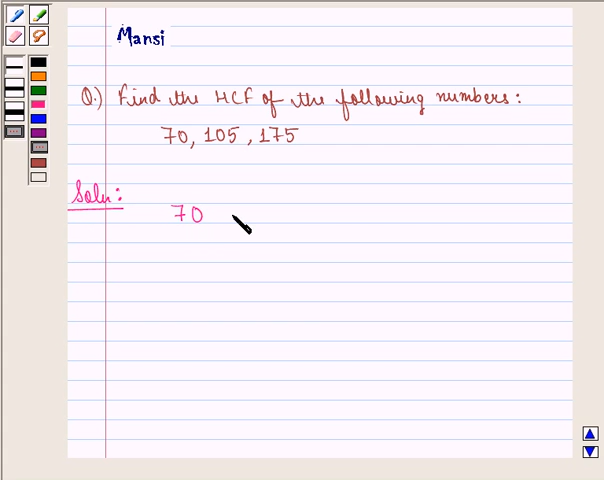 Mansi
Q.) Find the HCF of the following numbers:
70, 105, 175
Soln:
70